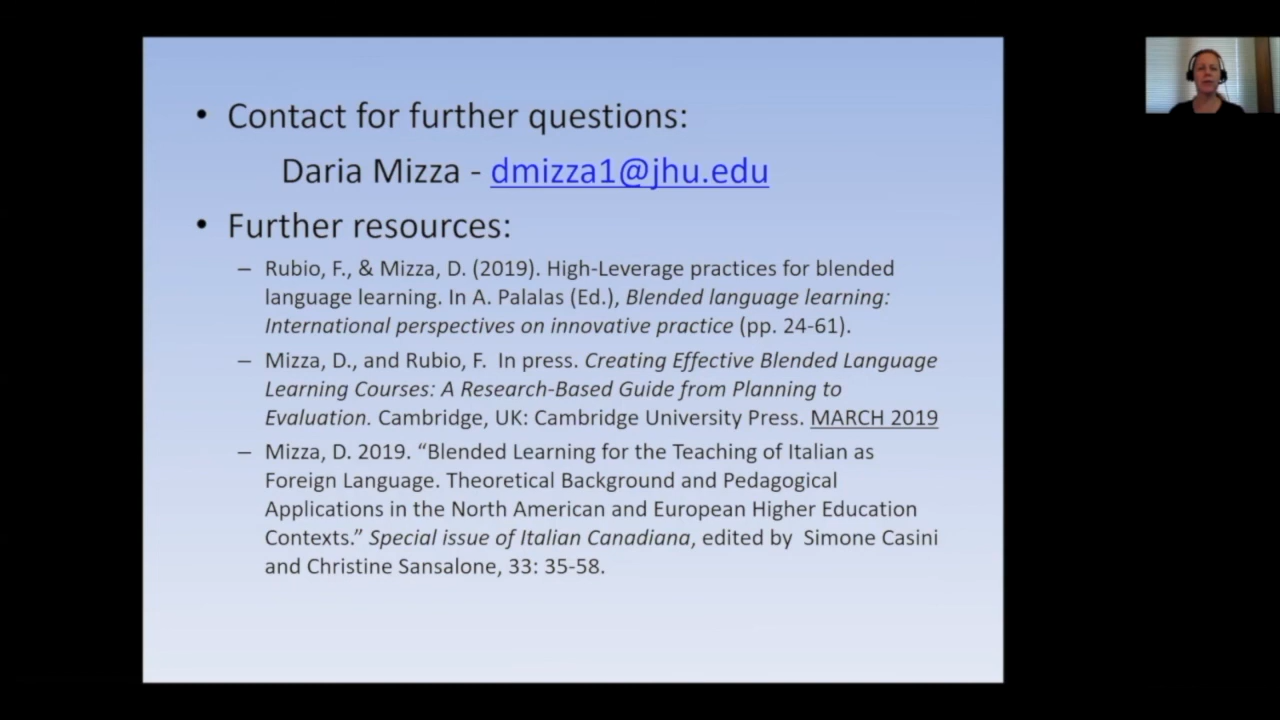 • Contact for further questions:
Daria Mizza - dmizza1@jhu.edu
• Further resources:
– Rubio, F., & Mizza, D. (2019). High-Leverage practices for blended
language learning. In A. Palalas (Ed.), Blended language learning:
International perspectives on innovative practice (pp. 24-61).
– Mizza, D., and Rubio, F.  In press. Creating Effective Blended Language
Learning Courses: A Research-Based Guide from Planning to
Evaluation. Cambridge, UK: Cambridge University Press. MARCH 2019
– Mizza, D. 2019. “Blended Learning for the Teaching of Italian as
Foreign Language. Theoretical Background and Pedagogical
Applications in the North American and European Higher Education
Contexts.” Special issue of Italian Canadiana, edited by  Simone Casini
and Christine Sansalone, 33: 35-58.